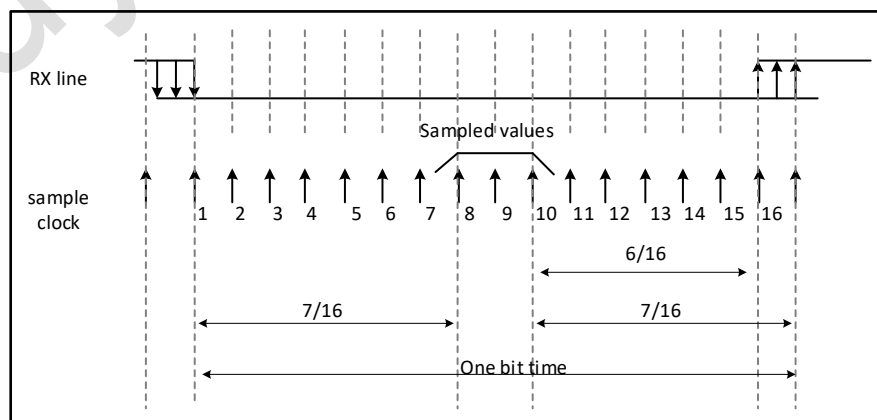 RX line
Sampled values
sample
clock
1 2 3 4 5 6 7 8 9 10 11 12 13 14 15 16
6/16
7/16 7/16
One bit time